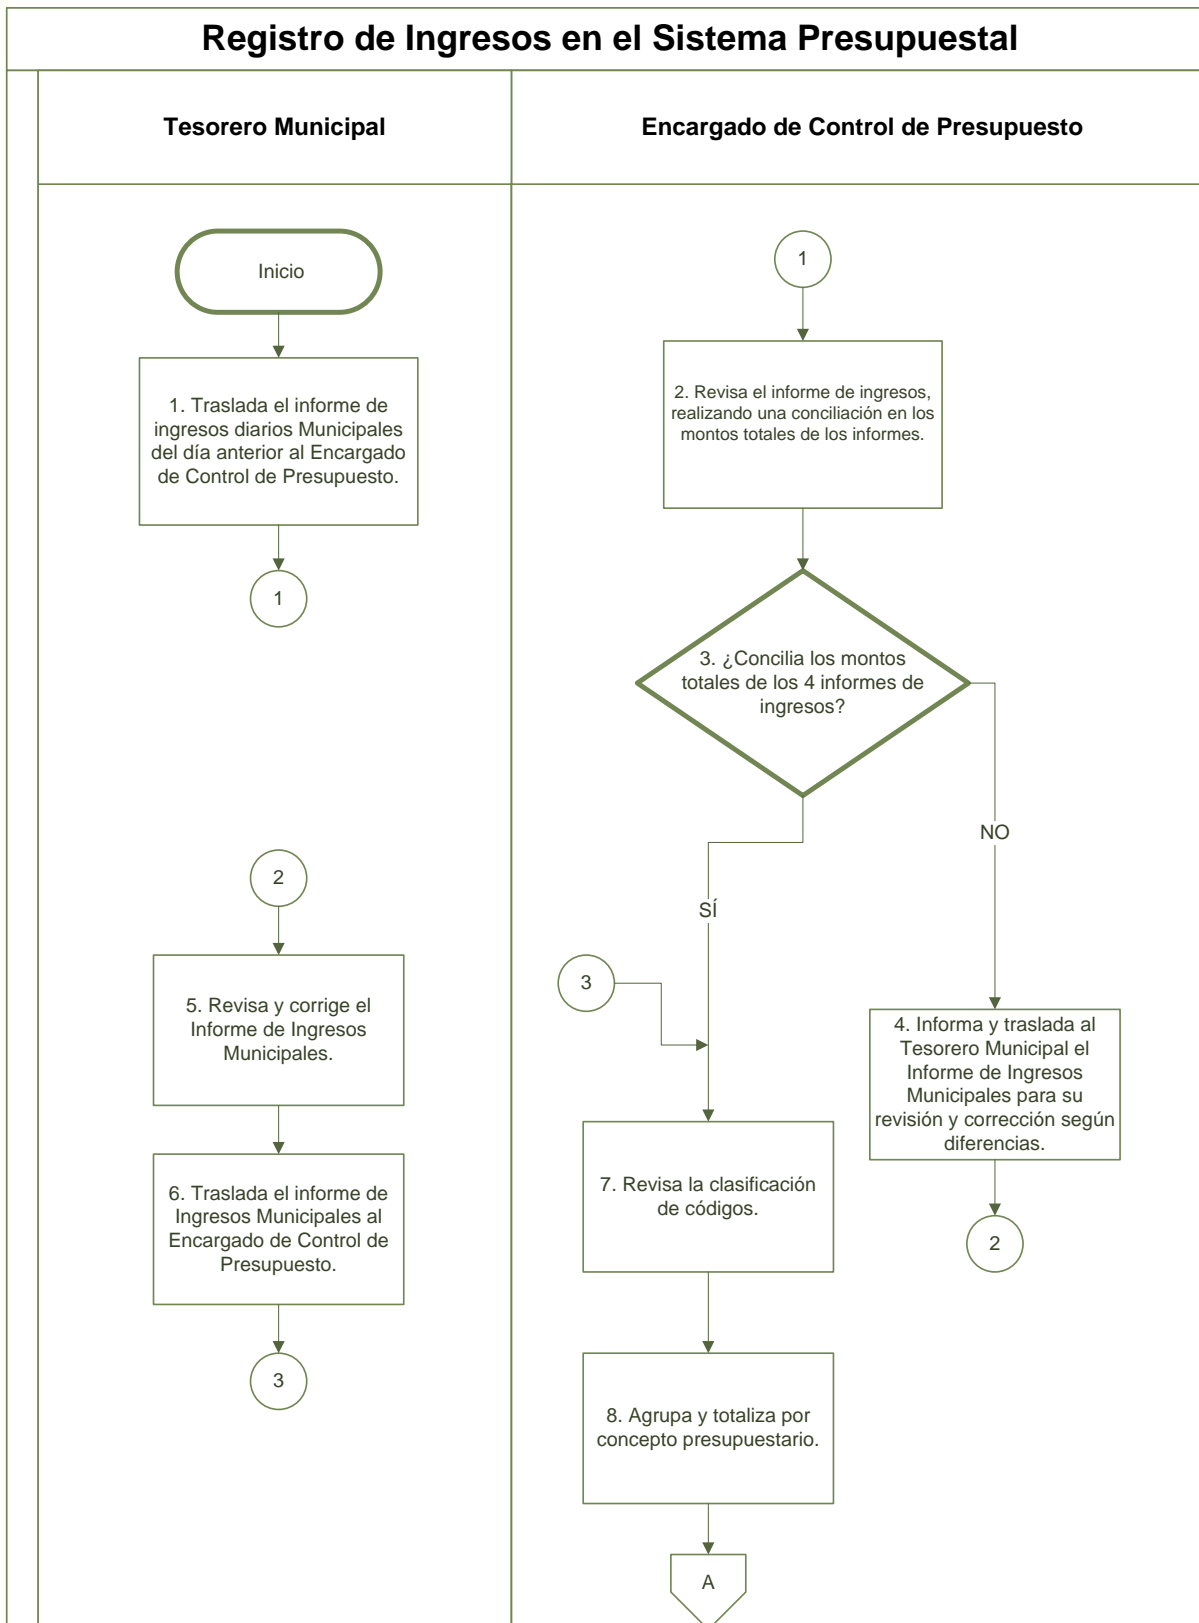 Registro de Ingresos en el Sistema Presupuestal
Tesorero Municipal
Encargado de Control de Presupuesto
Inicio
1. Traslada el informe de
ingresos diarios Municipales
del día anterior al Encargado
de Control de Presupuesto.
1
1
2. Revisa el informe de ingresos,
realizando una conciliación en los
montos totales de los informes.
3. ¿Concilia los montos
totales de los 4 informes de
ingresos?
NO
SÍ
4. Informa y traslada al
Tesorero Municipal el
Informe de Ingresos
Municipales para su
revisión y corrección según
diferencias.
2
2
5. Revisa y corrige el
Informe de Ingresos
Municipales.
6. Traslada el informe de
Ingresos Municipales al
Encargado de Control de
Presupuesto.
3
3
7. Revisa la clasificación
de códigos.
8. Agrupa y totaliza por
concepto presupuestario.
A